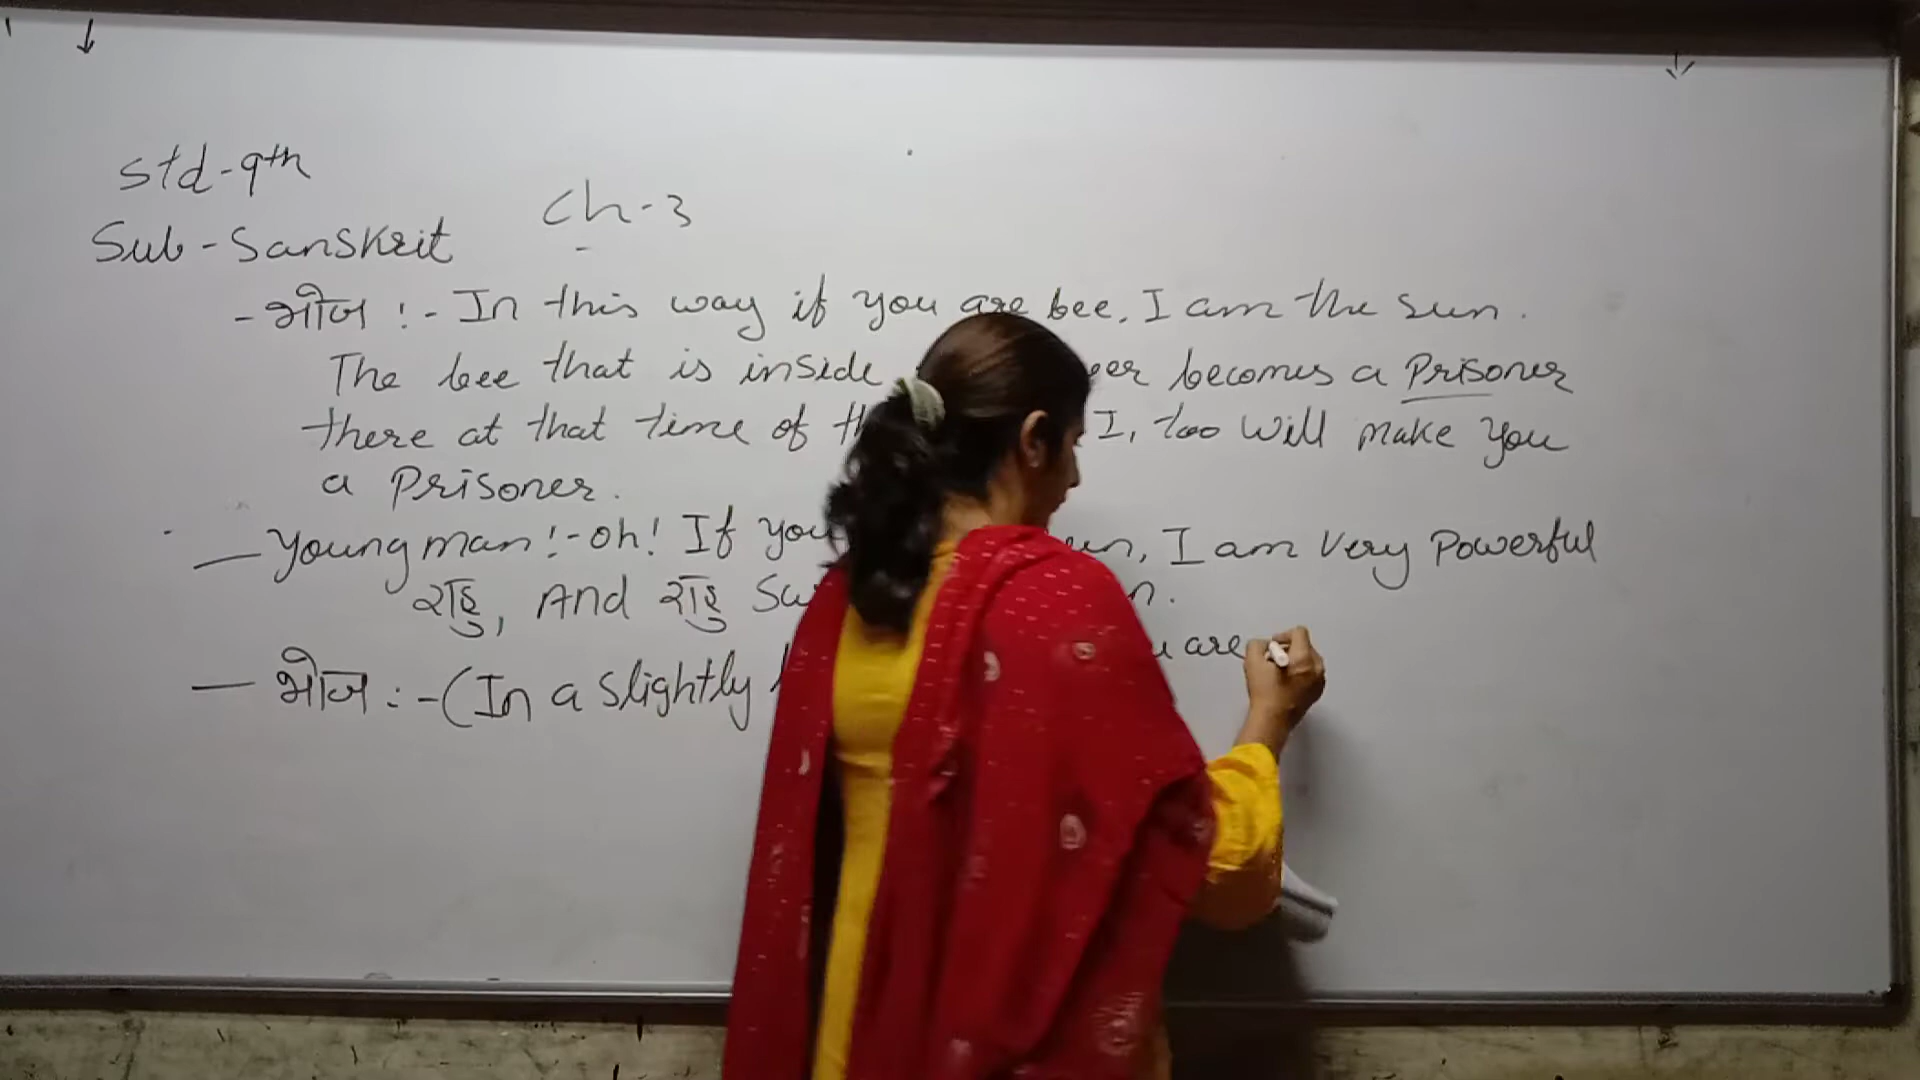 Std-9th
Ch-3
Sub-Sanskrit
- भोज :- In this way if you are bee, I am the sun.
The bee that is inside becomes a Prisoner
there at that time of I, too Will make you
a Prisoner.
— Young man :- Oh! If you I am Very Powerful
राहु, And राहु
— भोज :- (In a slightly are